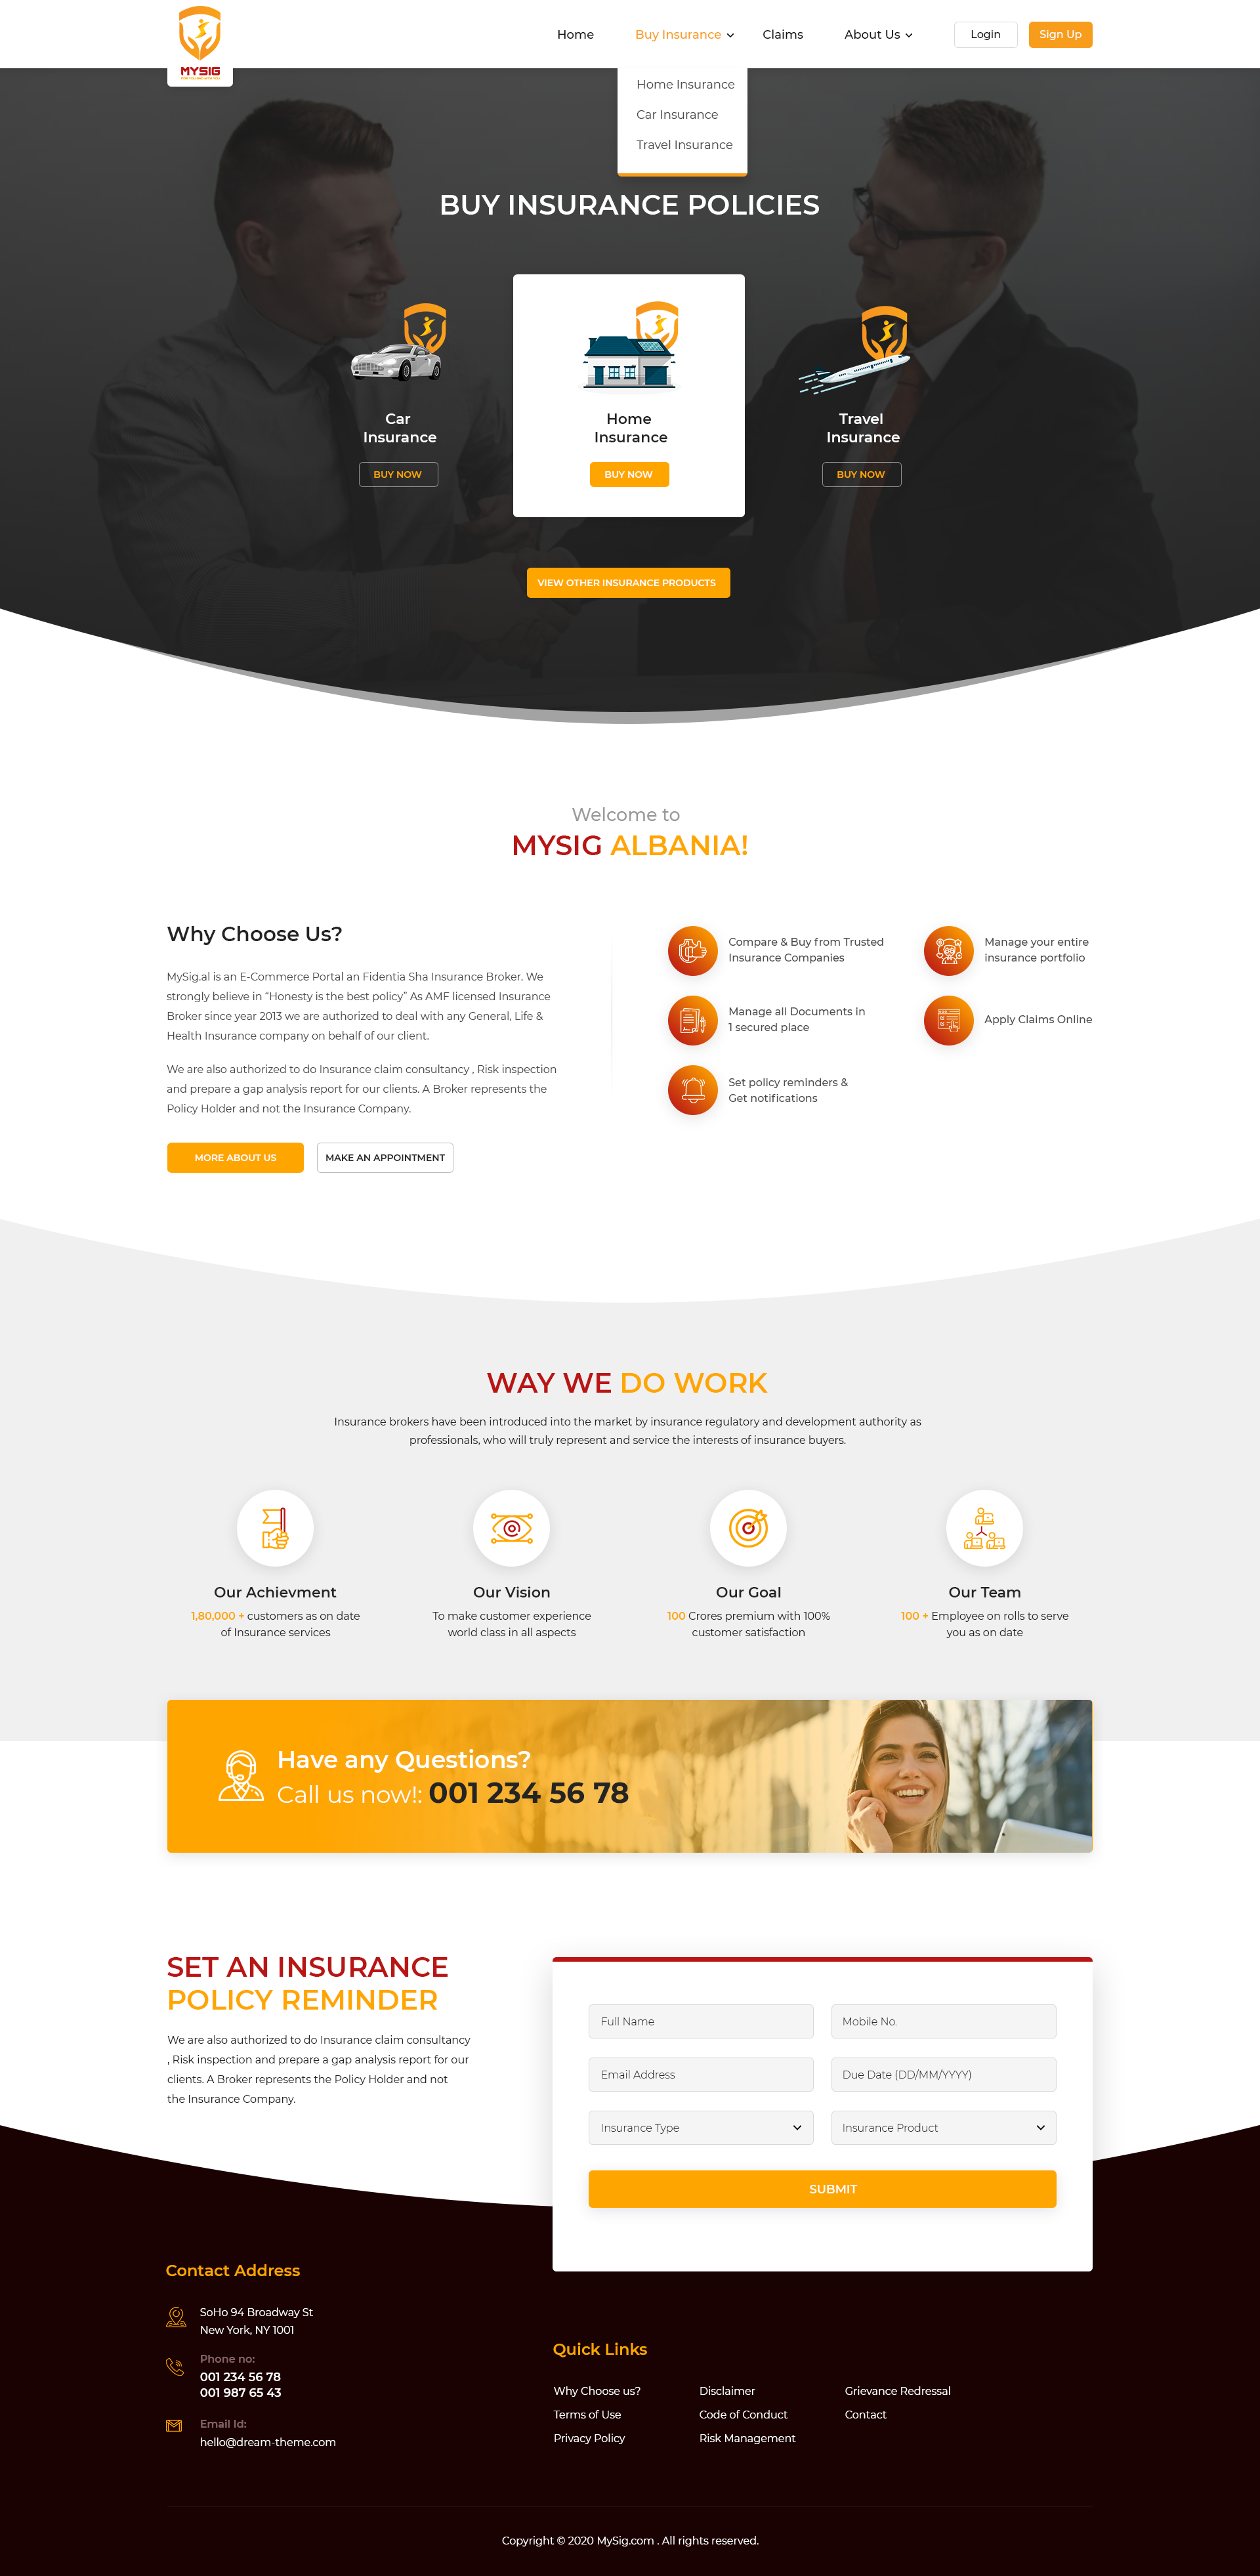 MYSIG
Home
Buy Insurance
Claims
About Us
Login
Sign Up
Home Insurance
Car Insurance
Travel Insurance
BUY INSURANCE POLICIES
Car
Insurance
BUY NOW
Home
Insurance
BUY NOW
Travel
Insurance
BUY NOW
VIEW OTHER INSURANCE PRODUCTS
Welcome to
MYSIG ALBANIA!
Why Choose Us?
MySig.al is an E-Commerce Portal an Fidentia Sha Insurance Broker. We
strongly believe in “Honesty is the best policy” As AMF licensed Insurance
Broker since year 2013 we are authorized to deal with any General, Life &
Health Insurance company on behalf of our client.
We are also authorized to do Insurance claim consultancy , Risk inspection
and prepare a gap analysis report for our clients. A Broker represents the
Policy Holder and not the Insurance Company.
MORE ABOUT US
MAKE AN APPOINTMENT
Compare & Buy from Trusted
Insurance Companies
Manage your entire
insurance portfolio
Manage all Documents in
1 secured place
Apply Claims Online
Set policy reminders &
Get notifications
WAY WE DO WORK
Insurance brokers have been introduced into the market by insurance regulatory and development authority as
professionals, who will truly represent and service the interests of insurance buyers.
Our Achievment
1,80,000 + customers as on date
of Insurance services
Our Vision
To make customer experience
world class in all aspects
Our Goal
100 Crores premium with 100%
customer satisfaction
Our Team
100 + Employee on rolls to serve
you as on date
Have any Questions?
Call us now!: 001 234 56 78
SET AN INSURANCE
POLICY REMINDER
We are also authorized to do Insurance claim consultancy
, Risk inspection and prepare a gap analysis report for our
clients. A Broker represents the Policy Holder and not
the Insurance Company.
Full Name
Mobile No.
Email Address
Due Date (DD/MM/YYYY)
Insurance Type
Insurance Product
SUBMIT
Contact Address
SoHo 94 Broadway St
New York, NY 1001
Phone no:
001 234 56 78
001 987 65 43
Email Id:
hello@dream-theme.com
Quick Links
Why Choose us?
Disclaimer
Grievance Redressal
Terms of Use
Code of Conduct
Contact
Privacy Policy
Risk Management
Copyright © 2020 MySig.com . All rights reserved.